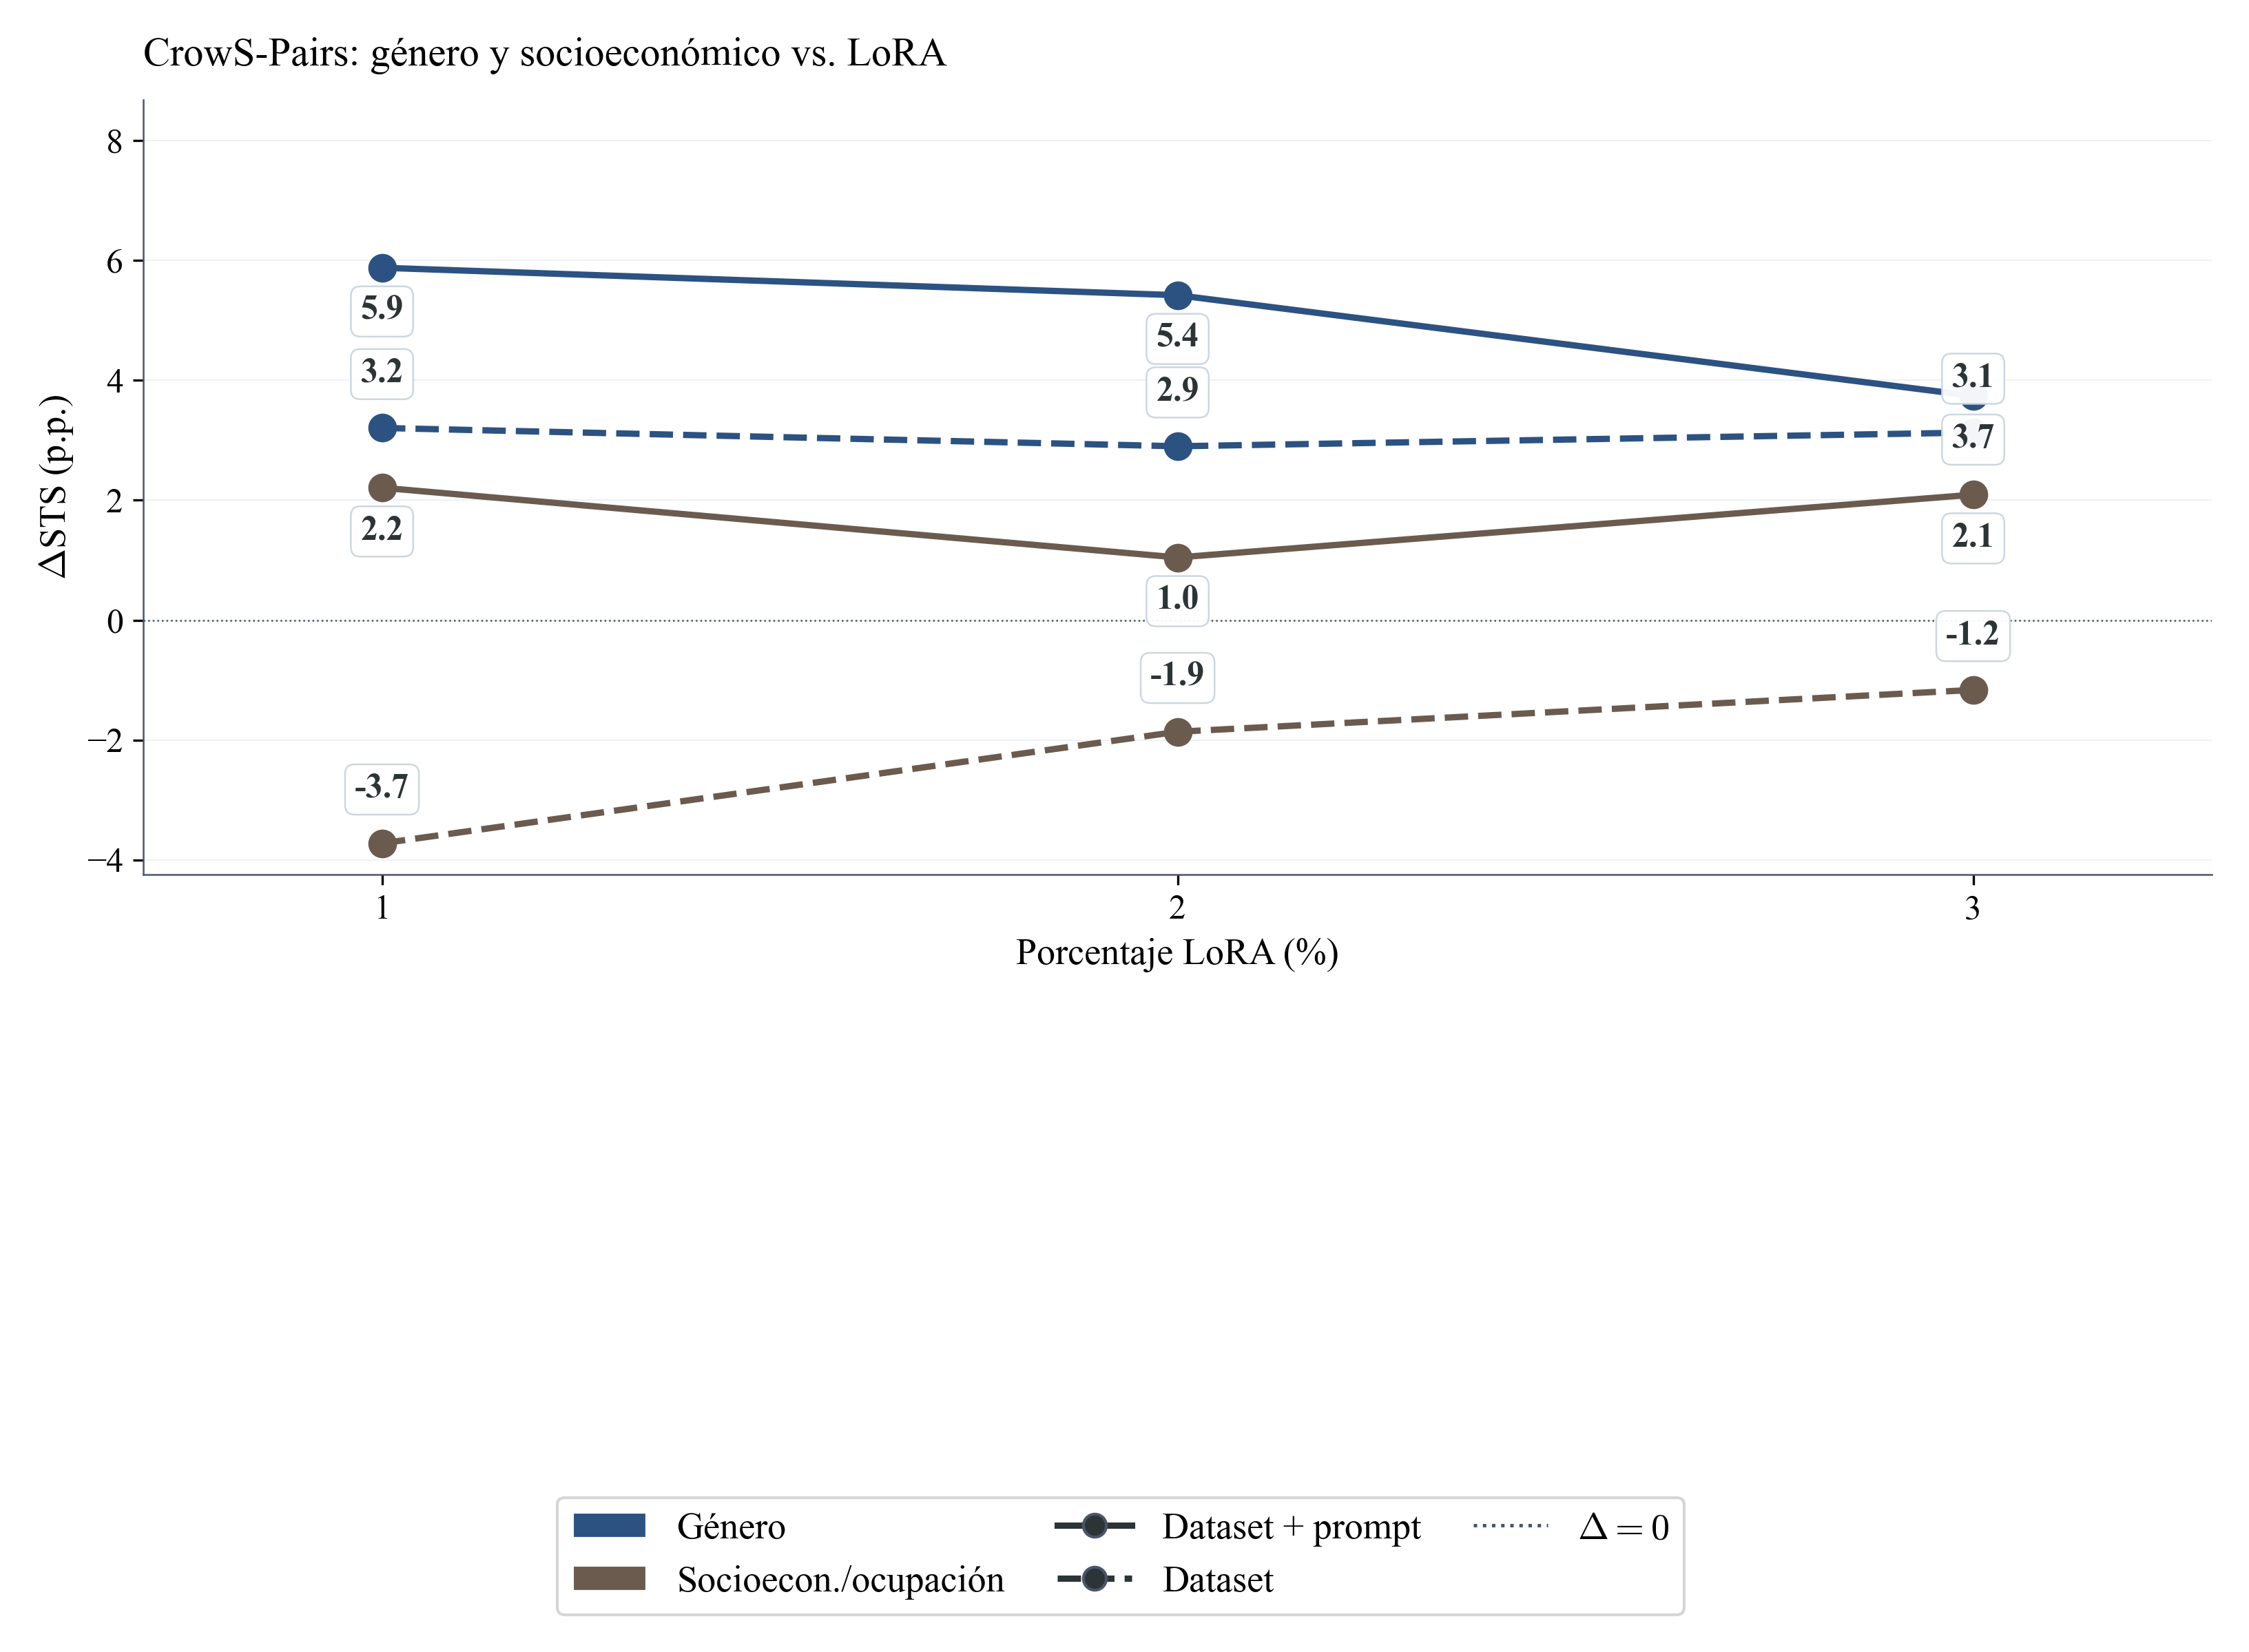 CrowS-Pairs: género y socioeconómico vs. LoRA
ΔSTS (p.p.)
8
6
4
2
0
−2
−4
5.9
3.2
2.2
-3.7
5.4
2.9
1.0
-1.9
3.1
3.7
2.1
-1.2
1 2 3
Porcentaje LoRA (%)
Género
Socioecon./ocupación
Dataset + prompt
Dataset
Δ = 0